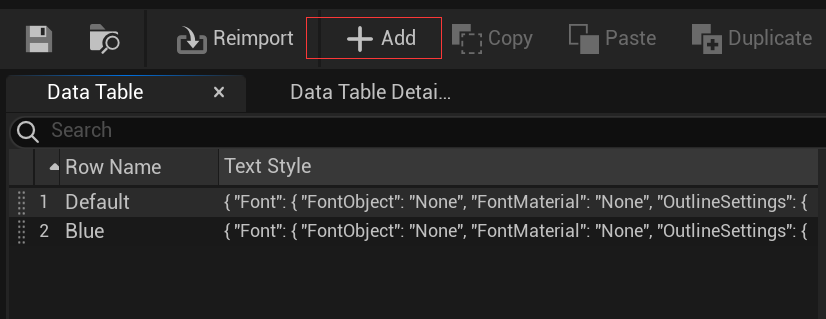 Reimport Add Copy Paste Duplicate
Data Table × Data Table Detai...
Search
Row Name Text Style
1 Default { "Font": { "FontObject": "None", "FontMaterial": "None", "OutlineSettings": {
2 Blue { "Font": { "FontObject": "None", "FontMaterial": "None", "OutlineSettings": {